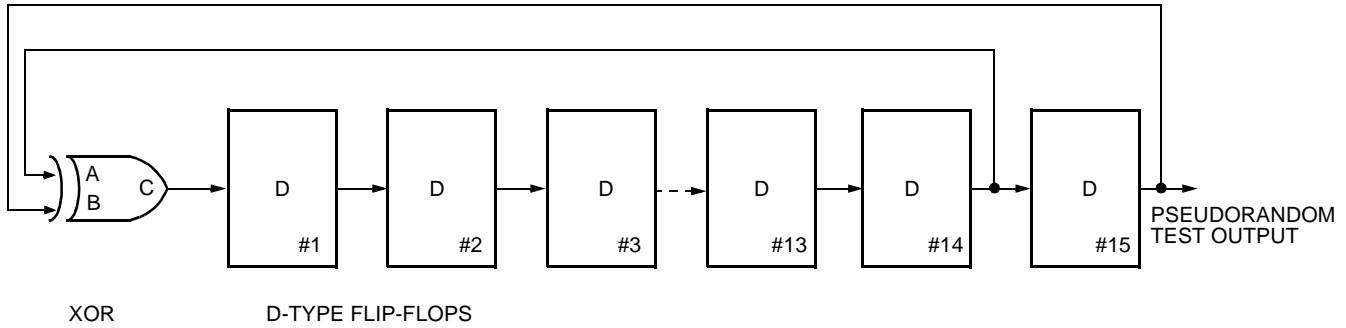 A
B
C
D
#1
D
#2
D
#3
D
#13
D
#14
D
#15
PSEUDORANDOM
TEST OUTPUT
XOR
D-TYPE FLIP-FLOPS